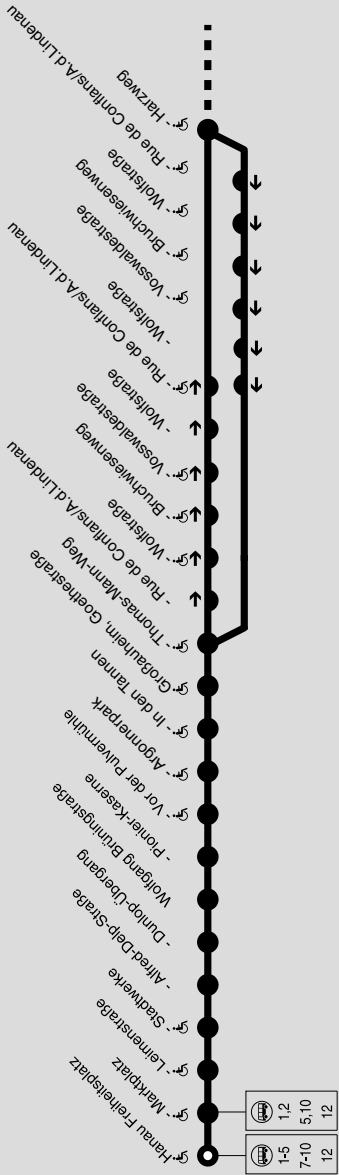 Hanau Freiheitsplatz
Marktplatz
Leimenstraße
Stadtwerke
Alfred-Delp-Straße
Dunlop-Übergang
Wolfgang Brüningstraße
Pionier-Kaserne
Vor der Pulvermühle
Argonnerpark
In den Tannen
Großauheim, Goethestraße
Thomas-Mann-Weg
Rue de Conflans/A.d.Lindenau
Wolfstraße
Bruchwiesenweg
Vosswaldestraße
Wolfstraße
Rue de Conflans/A.d.Lindenau
Wolfstraße
Vosswaldestraße
Bruchwiesenweg
Wolfstraße
Rue de Conflans/A.d.Lindenau
Harzweg
1-5
7-10
12
1,2
5,10
12